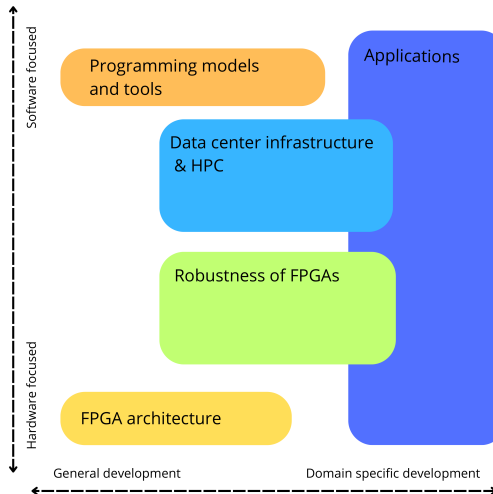 Software focused
Applications
Programming models
and tools
Data center infrastructure
& HPC
Robustness of FPGAs
Hardware focused
FPGA architecture
General development
Domain specific development